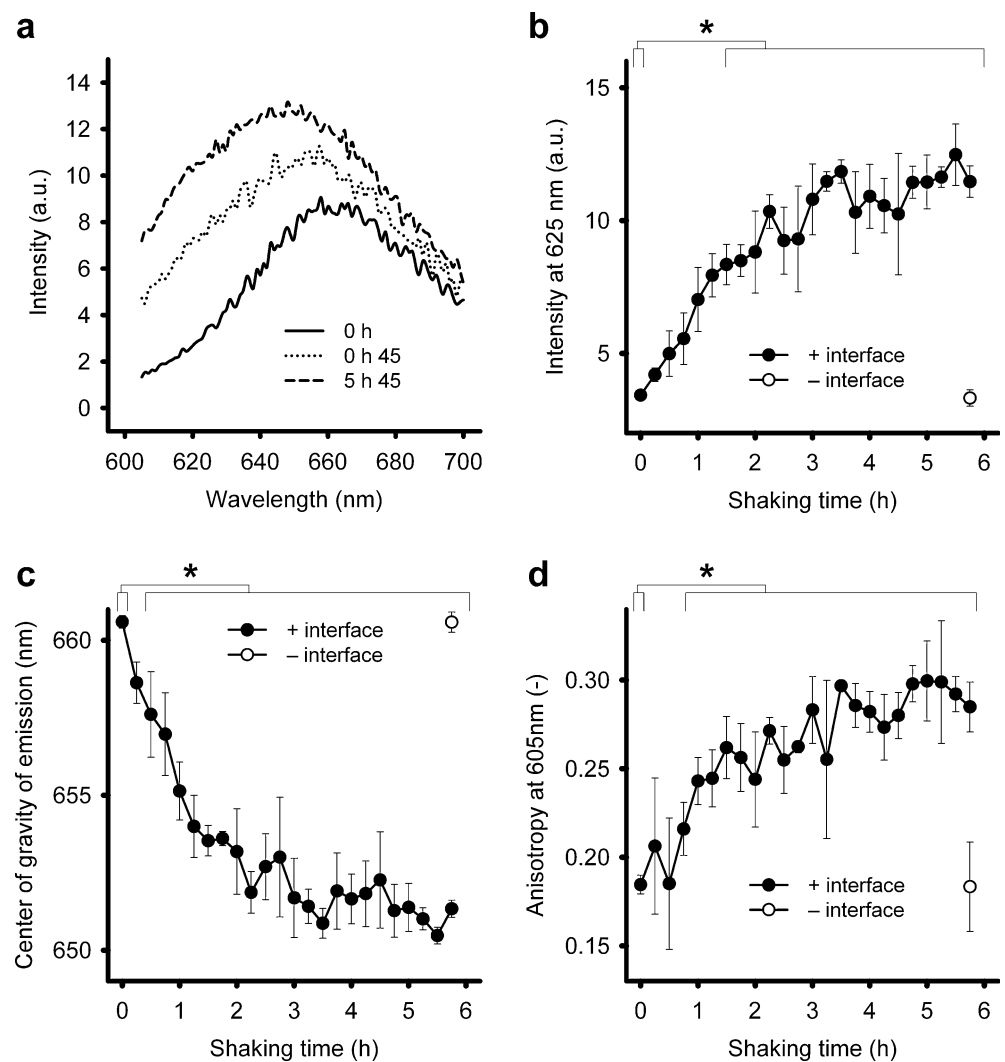 a
14
12
10
8
6
4
2
0
Intensity (a.u.)
0 h
0 h 45
5 h 45
600 620 640 660 680 700
Wavelength (nm)
b
*
15
10
5
Intensity at 625 nm (a.u.)
+ interface
– interface
0 1 2 3 4 5 6
Shaking time (h)
c
*
660
655
650
Center of gravity of emission (nm)
+ interface
– interface
0 1 2 3 4 5 6
Shaking time (h)
d
*
0.30
0.25
0.20
0.15
Anisotropy at 605nm (-)
+ interface
– interface
0 1 2 3 4 5 6
Shaking time (h)